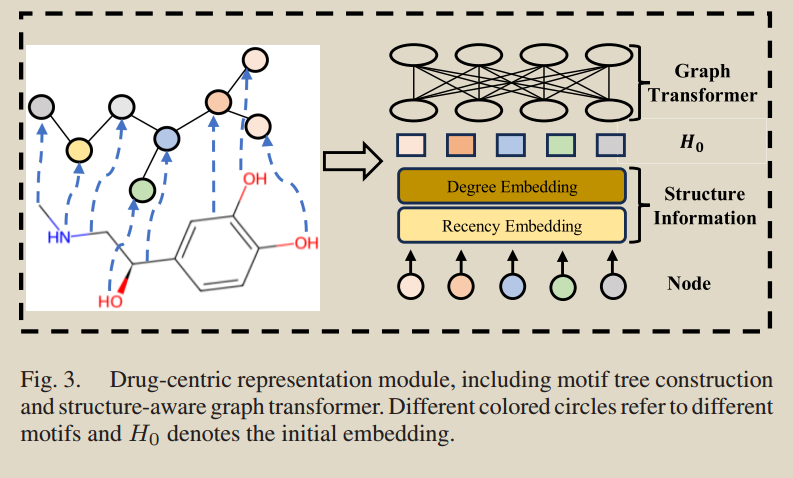 OH
HN
OH
HO
Graph
Transformer
H0
Degree Embedding
Recency Embedding
Structure
Information
Node
Fig. 3. Drug-centric representation module, including motif tree construction
and structure-aware graph transformer. Different colored circles refer to different
motifs and H0 denotes the initial embedding.